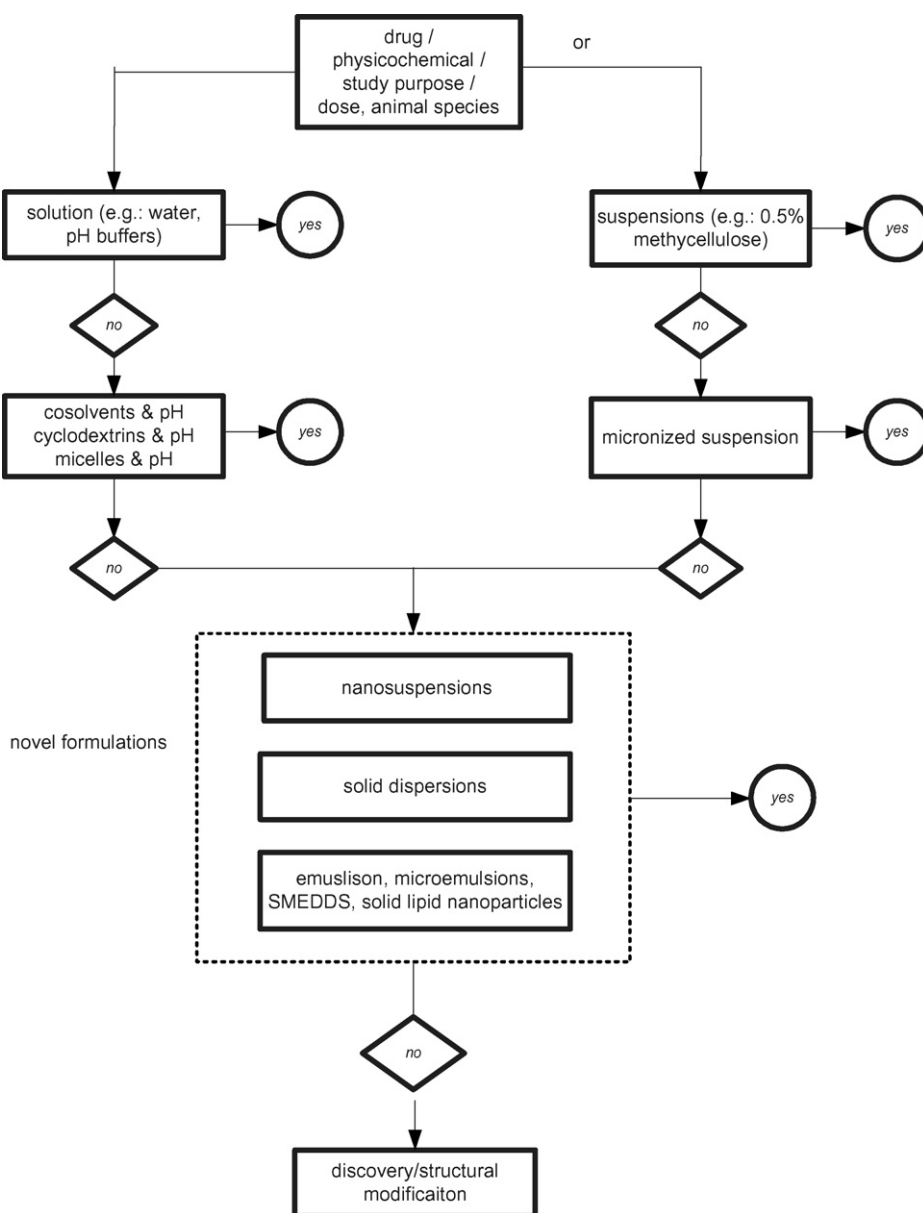 drug /
physicochemical /
study purpose /
dose, animal species
or
solution (e.g.: water,
pH buffers)
yes
suspensions (e.g.: 0.5%
methycellulose)
yes
no
no
cosolvents & pH
cyclodextrins & pH
micelles & pH
yes
micronized suspension
yes
no
no
novel formulations
nanosuspensions
solid dispersions
emuslison, microemulsions,
SMEDDS, solid lipid nanoparticles
yes
no
discovery/structural
modificaiton